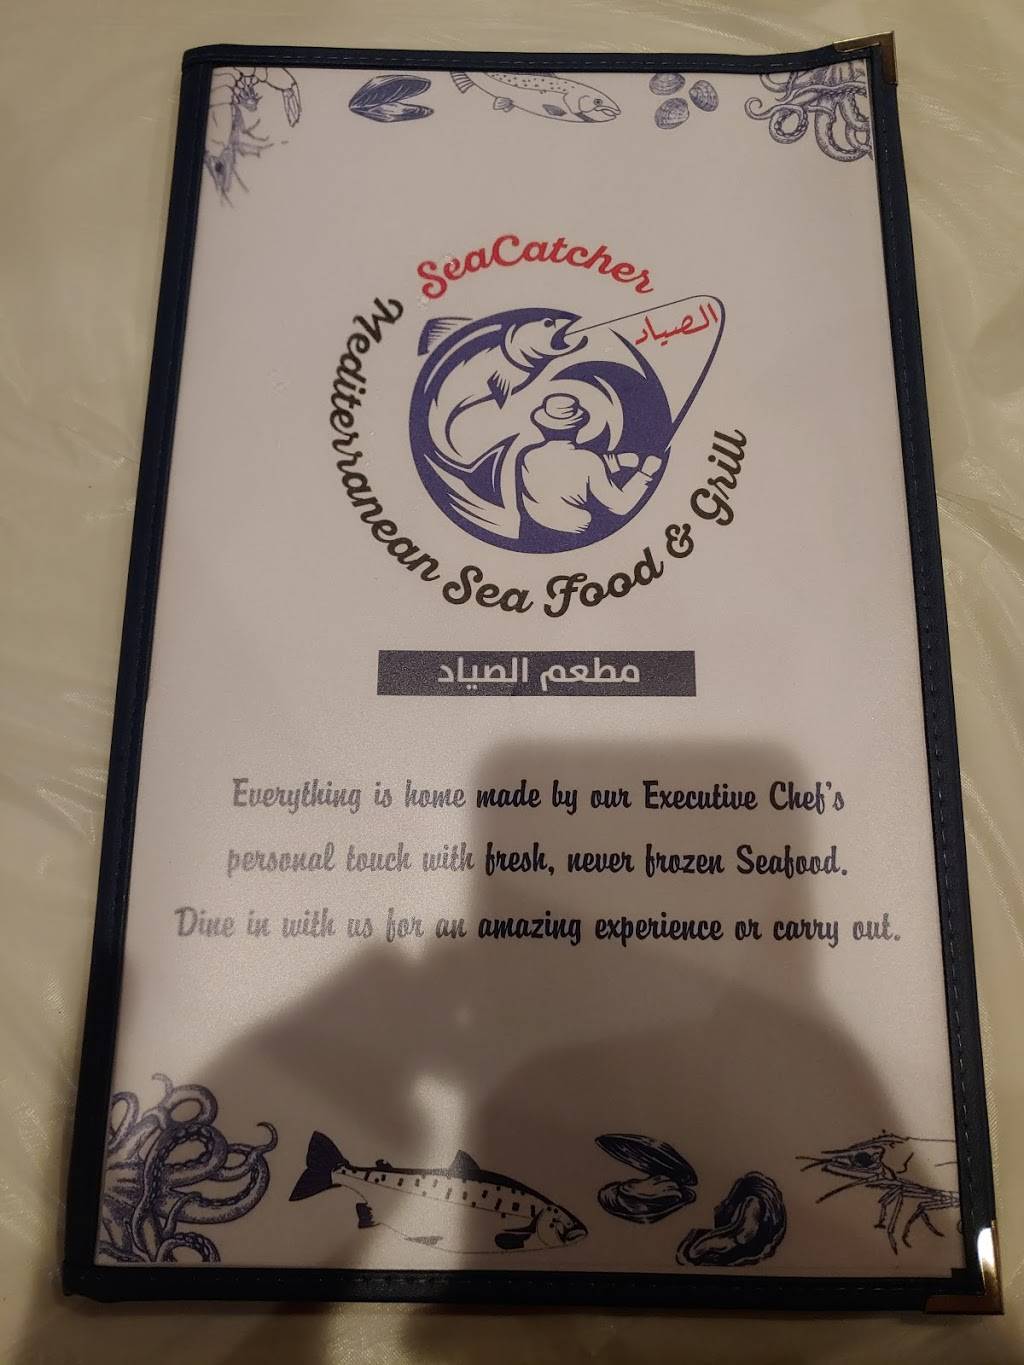 SeaCatcher
الصياد
Mediterranean Sea Food & Grill
مطعم الصياد
Everything is home made by our Executive Chef's
personal touch with fresh, never frozen Seafood.
Dine in with us for an amazing experience or carry out.